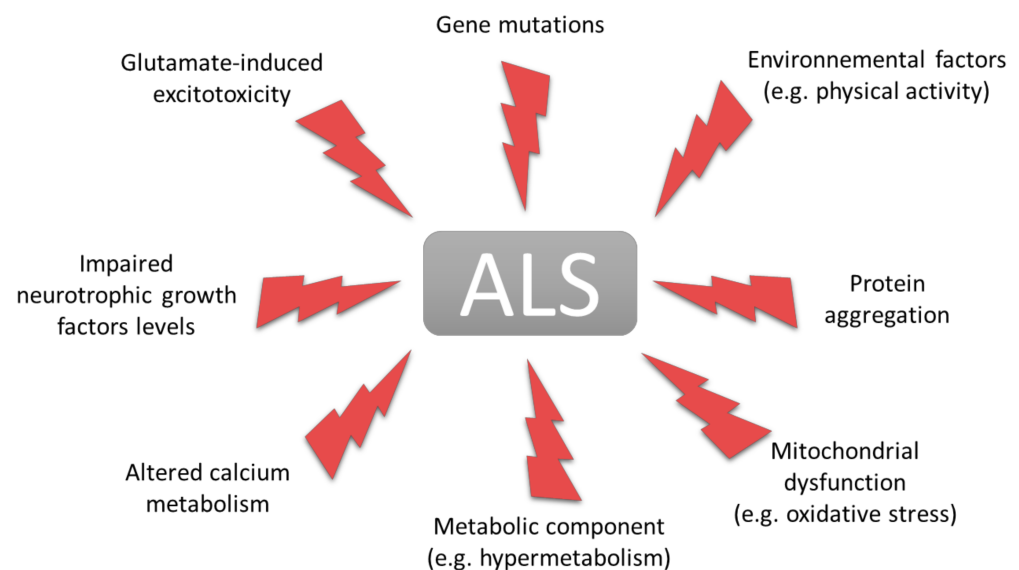 Gene mutations
Glutamate-induced
excitotoxicity
Environnemental factors
(e.g. physical activity)
Impaired
neurotrophic growth
factors levels
ALS
Protein
aggregation
Altered calcium
metabolism
Mitochondrial
dysfunction
(e.g. oxidative stress)
Metabolic component
(e.g. hypermetabolism)